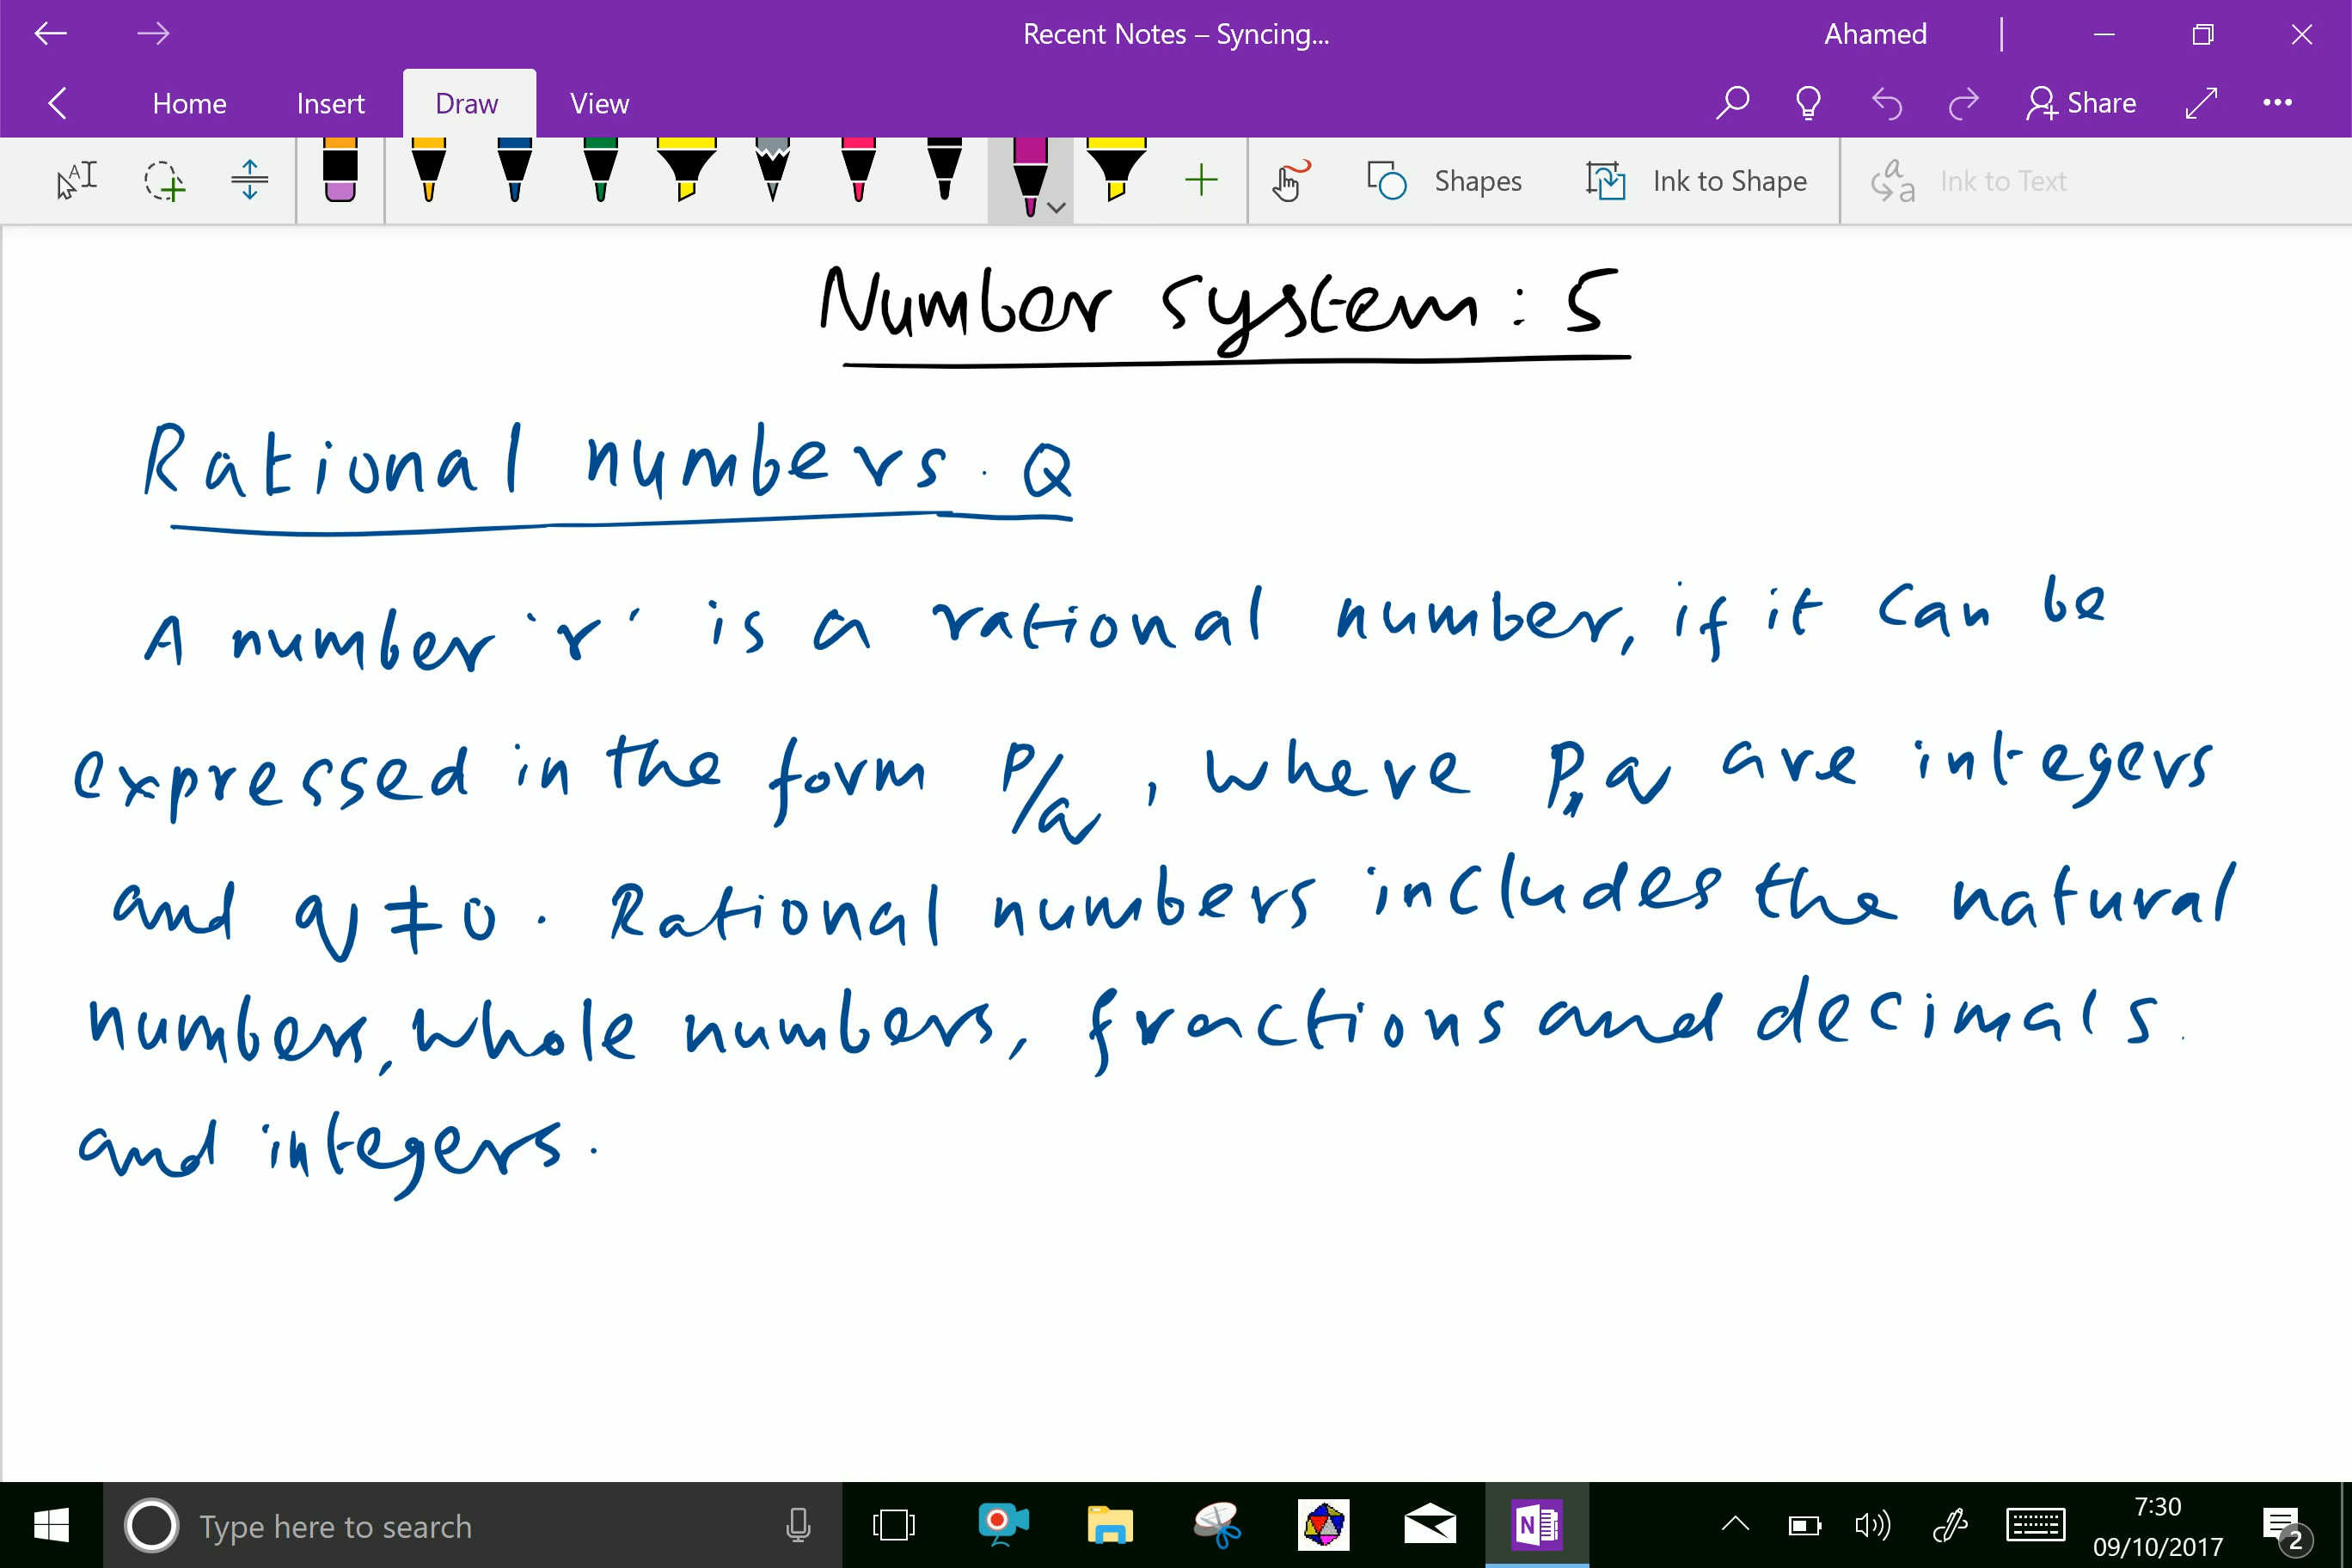 Recent Notes – Syncing...
Ahamed
Home Insert Draw View
Share
Shapes Ink to Shape Ink to Text
Number system: 5
Rational numbers. Q
A number 'r' is a rational number, if it can be
expressed in the form P/q, where P, q are integers
and q ≠ 0. Rational numbers includes the natural
numbers, whole numbers, fractions and decimals.
and integers.
Type here to search
7:30
09/10/2017
2